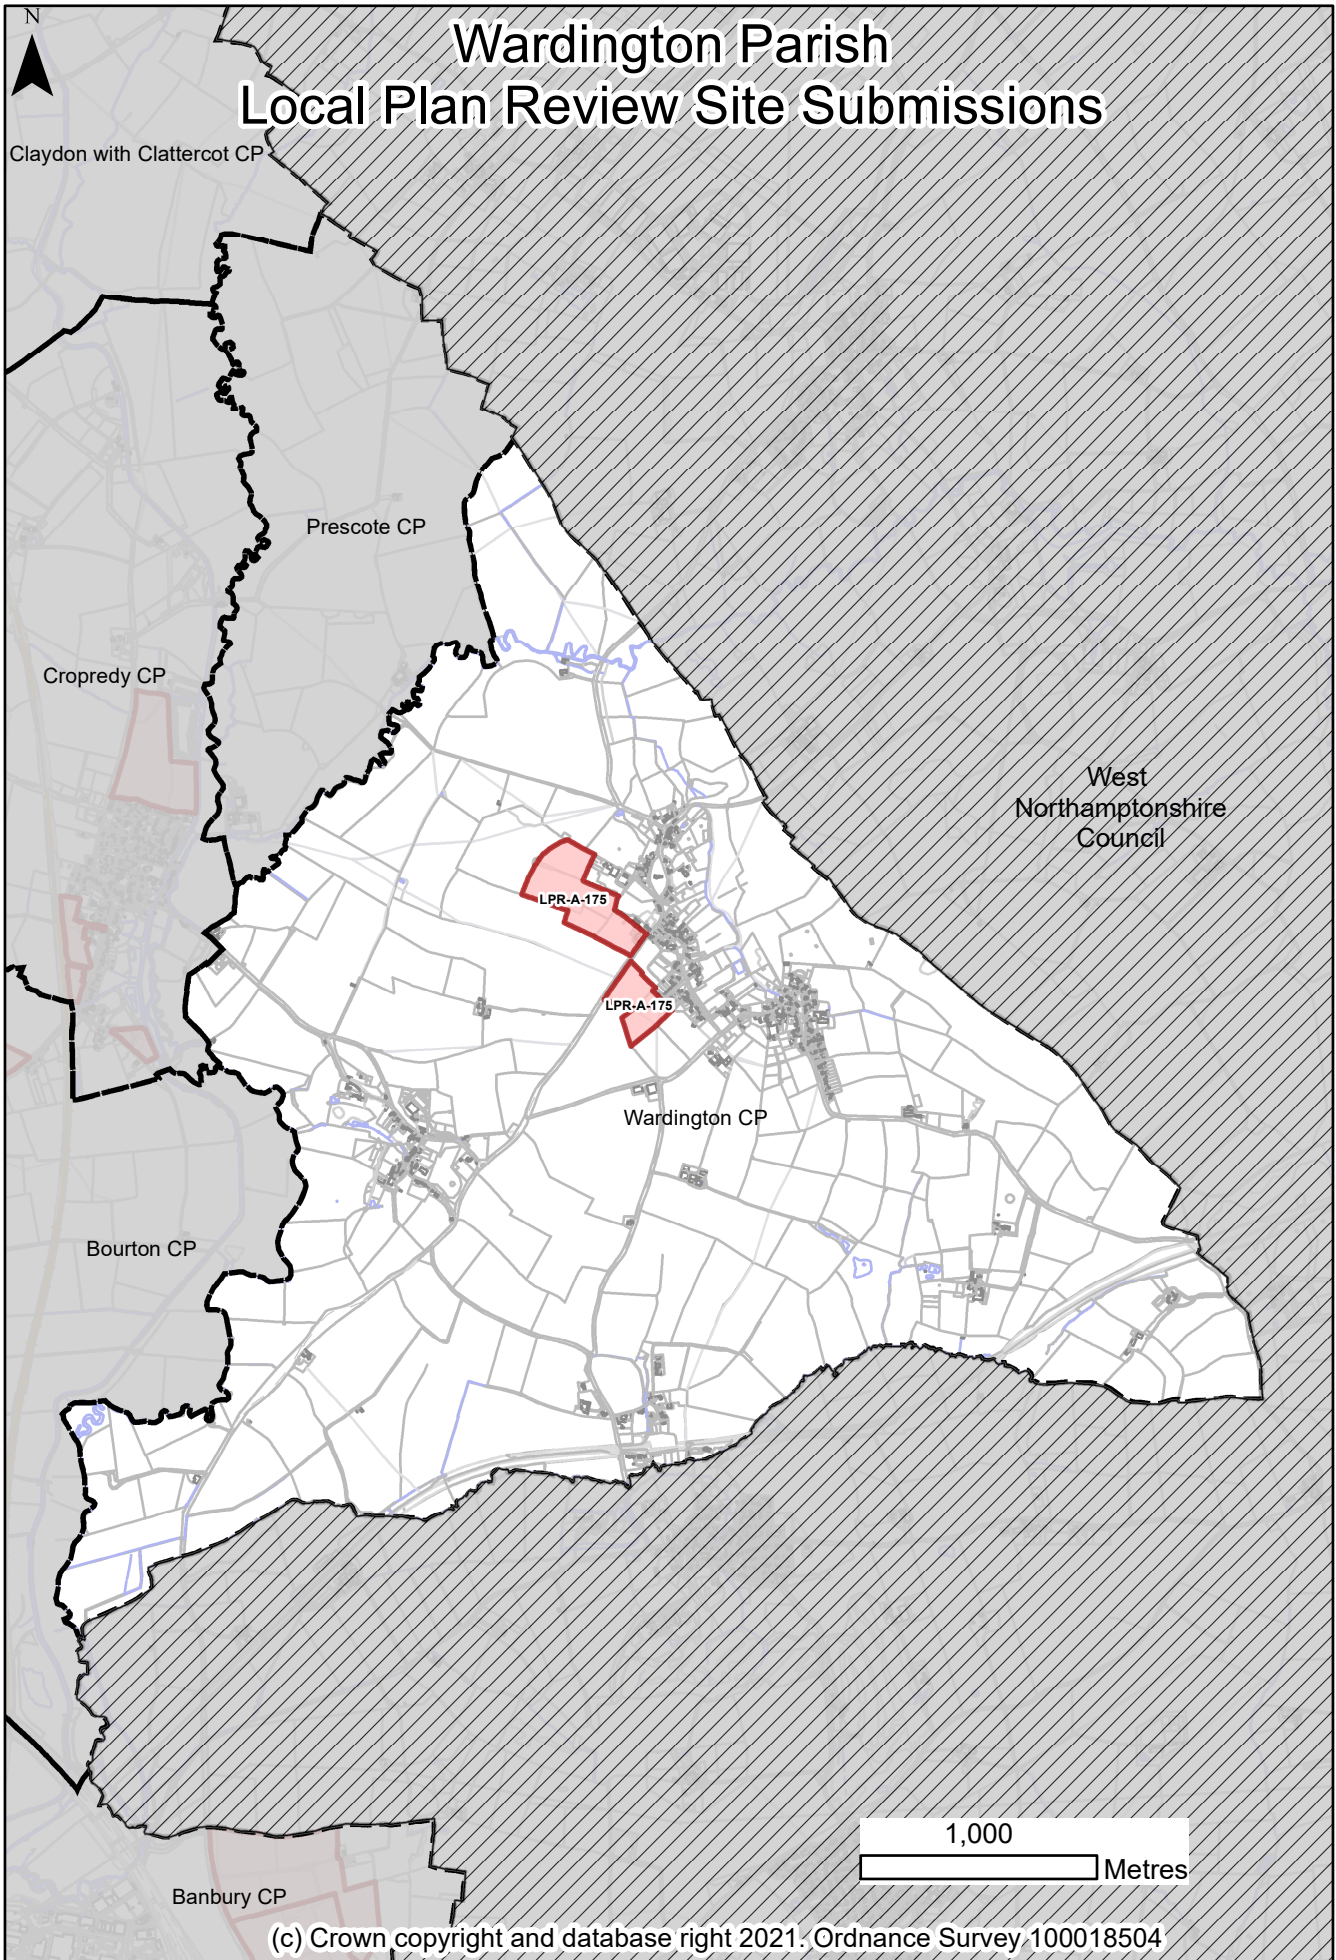 N
Wardington Parish
Local Plan Review Site Submissions
Claydon with Clattercot CP
Prescote CP
Cropredy CP
West
Northamptonshire
Council
LPR-A-175
LPR-A-175
Wardington CP
Bourton CP
1,000
Metres
Banbury CP
(c) Crown copyright and database right 2021. Ordnance Survey 100018504